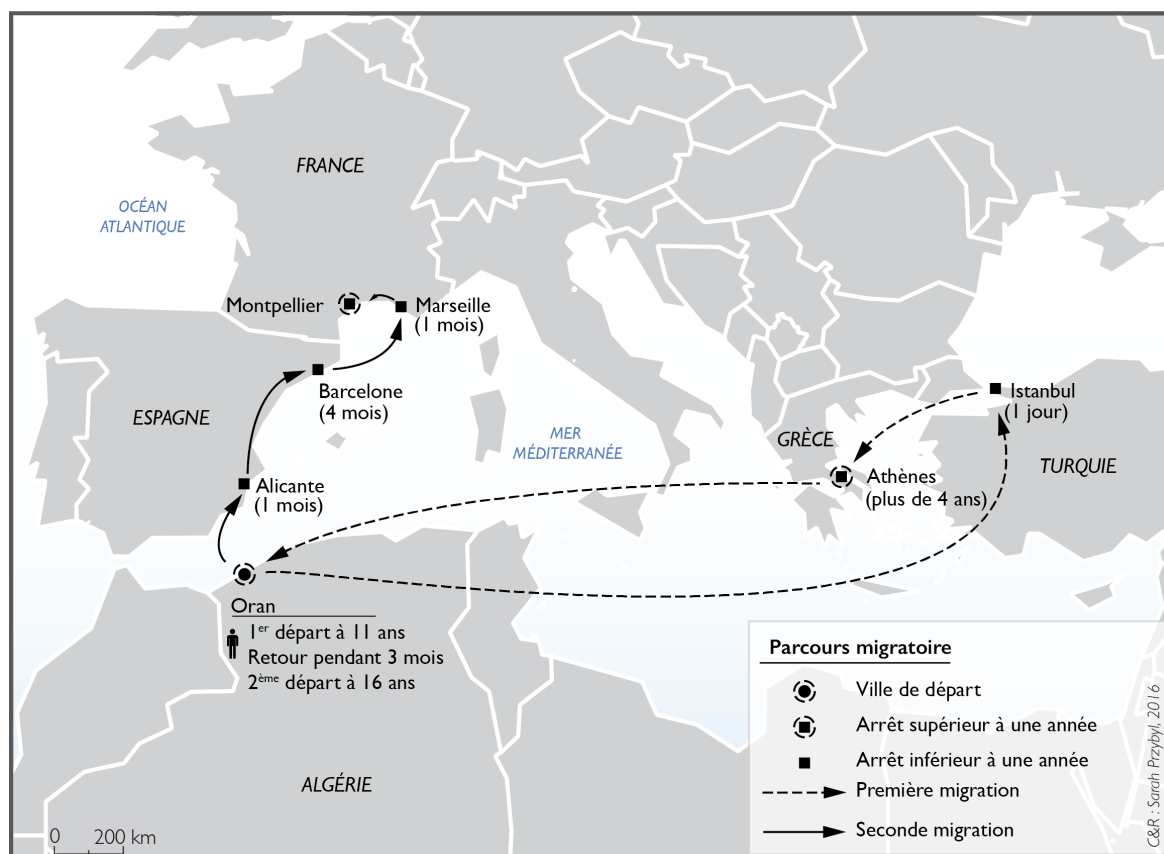 FRANCE
OCÉAN
ATLANTIQUE
Montpellier
Marseille
(1 mois)
Barcelone
(4 mois)
ESPAGNE
MER
MÉDITERRANÉE
Istanbul
(1 jour)
GRÈCE
TURQUIE
Athènes
(plus de 4 ans)
Alicante
(1 mois)
Oran
1er départ à 11 ans
Retour pendant 3 mois
2ème départ à 16 ans
ALGÉRIE
0 200 km
Parcours migratoire
Ville de départ
Arrêt supérieur à une année
Arrêt inférieur à une année
Première migration
Seconde migration
C&R : Sarah Przybyl, 2016